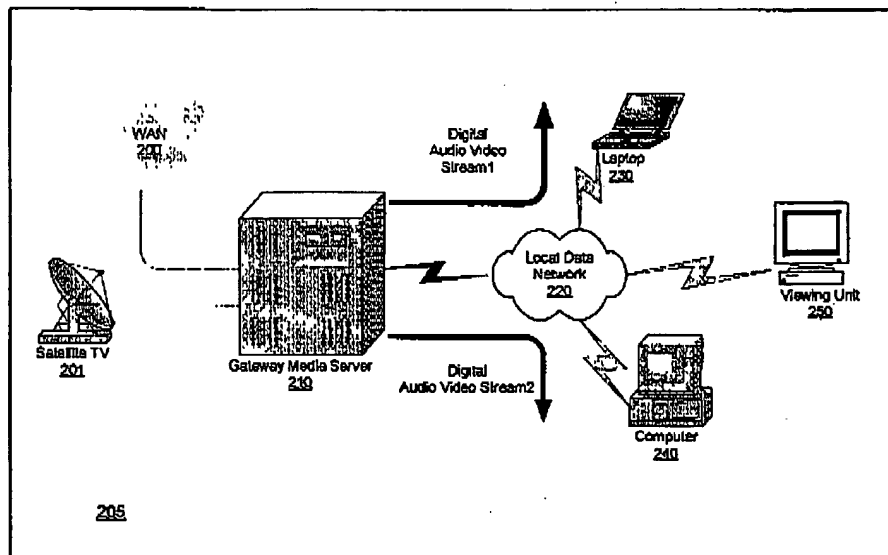 WAN
200
Digital
Audio Video
Stream1
Laptop
230
Local Data
Network
220
Viewing Unit
250
Satellite TV
201
Gateway Media Server
210
Digital
Audio Video Stream2
Computer
240
205